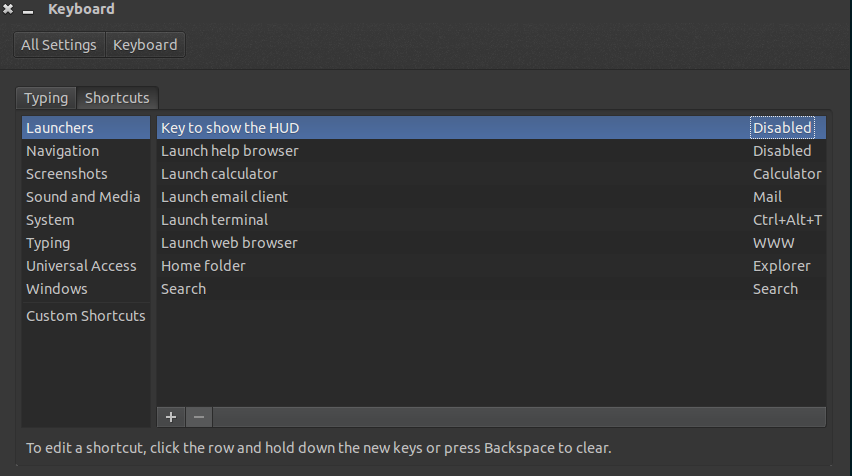 Keyboard
All Settings Keyboard
Typing Shortcuts
Launchers
Navigation
Screenshots
Sound and Media
System
Typing
Universal Access
Windows
Custom Shortcuts
Key to show the HUD Disabled
Launch help browser Disabled
Launch calculator Calculator
Launch email client Mail
Launch terminal Ctrl+Alt+T
Launch web browser WWW
Home folder Explorer
Search Search
To edit a shortcut, click the row and hold down the new keys or press Backspace to clear.